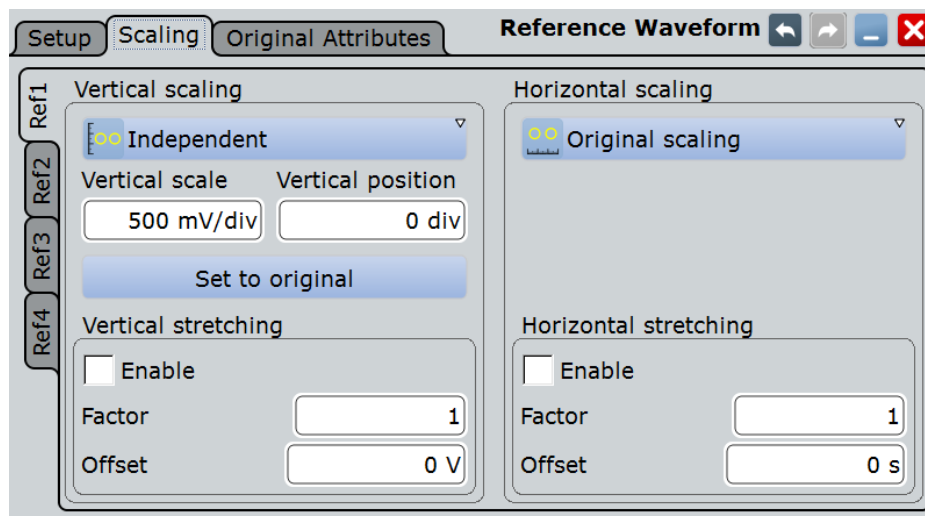 Setup Scaling Original Attributes Reference Waveform
Ref1
Ref2
Ref3
Ref4
Vertical scaling
Independent
Vertical scale Vertical position
500 mV/div 0 div
Set to original
Vertical stretching
Enable
Factor 1
Offset 0 V
Horizontal scaling
Original scaling
Horizontal stretching
Enable
Factor 1
Offset 0 s